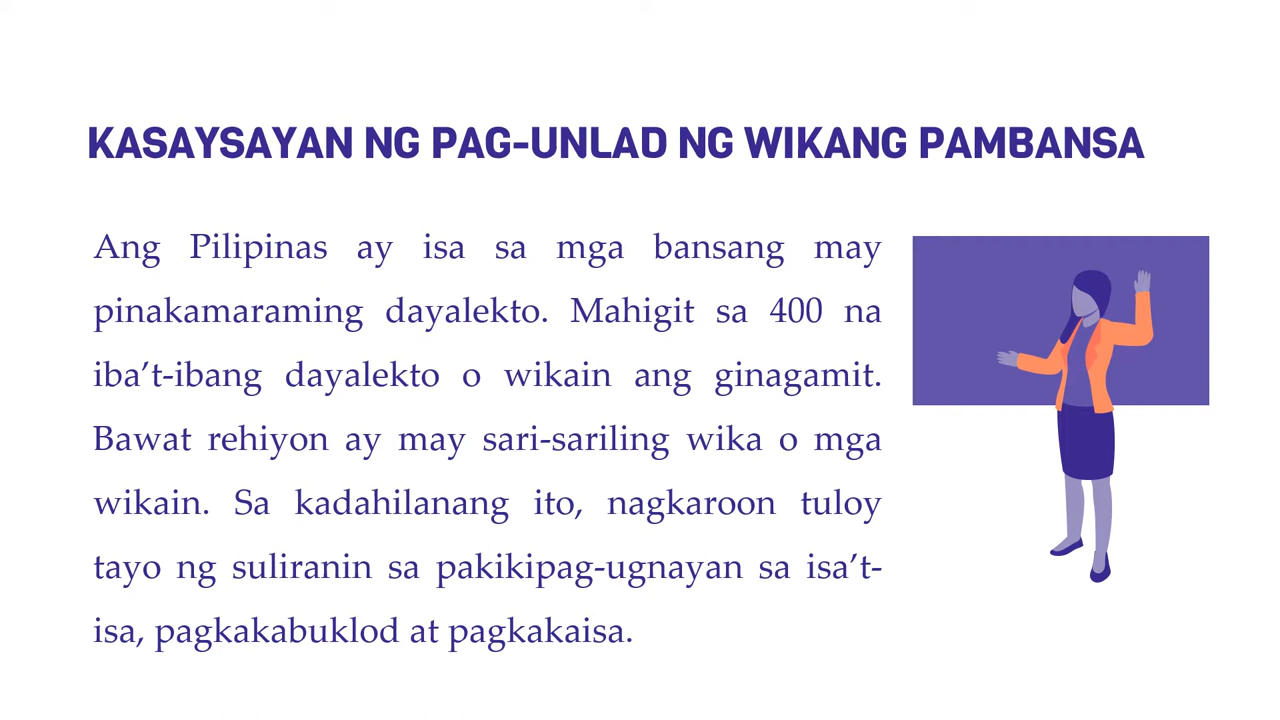 KASAYSAYAN NG PAG-UNLAD NG WIKANG PAMBANSA
Ang Pilipinas ay isa sa mga bansang may
pinakamaraming dayalekto. Mahigit sa 400 na
iba’t-ibang dayalekto o wikain ang ginagamit.
Bawat rehiyon ay may sari-sariling wika o mga
wikain. Sa kadahilanang ito, nagkaroon tuloy
tayo ng suliranin sa pakikipag-ugnayan sa isa’t-
isa, pagkakabuklod at pagkakaisa.